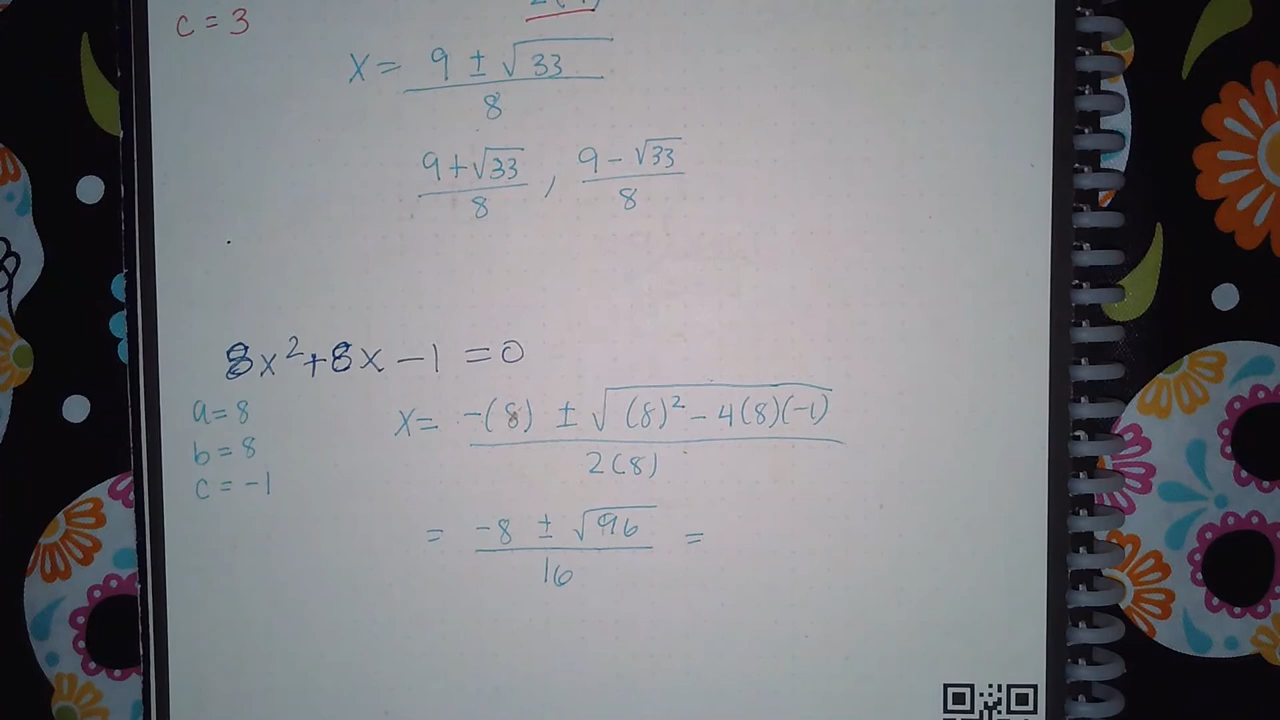 c = 3
x = 9 ± √33
8
9+√33 , 9 - √33
8 8
8x²+8x - 1 = 0
a = 8
x = -(8) ± √(8)² - 4(8)(-1)
b = 8
2(8)
c = -1
= -8 ± √96 =
16